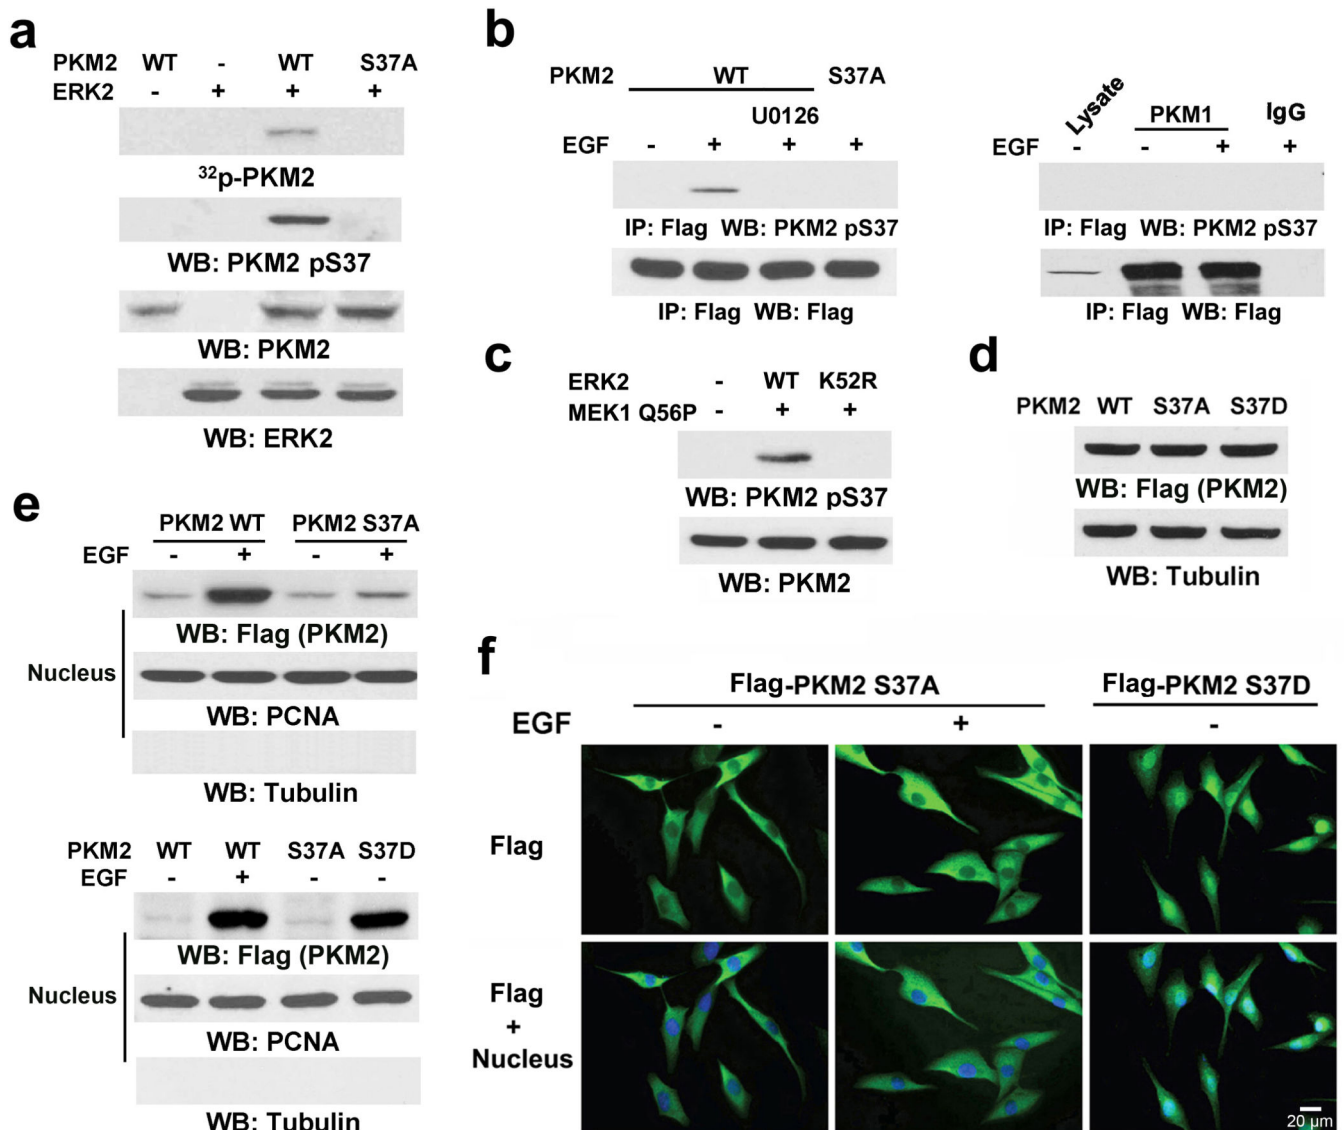 a
PKM2 WT - WT S37A
ERK2 - + + +
³²p-PKM2
WB: PKM2 pS37
WB: PKM2
WB: ERK2
b
PKM2 WT S37A
U0126
EGF - + + +
IP: Flag WB: PKM2 pS37
IP: Flag WB: Flag
Lysate PKM1 IgG
EGF - - + +
IP: Flag WB: PKM2 pS37
IP: Flag WB: Flag
c
ERK2 - WT K52R
MEK1 Q56P - + +
WB: PKM2 pS37
WB: PKM2
d
PKM2 WT S37A S37D
WB: Flag (PKM2)
WB: Tubulin
e
PKM2 WT PKM2 S37A
EGF - + - +
WB: Flag (PKM2)
Nucleus
WB: PCNA
WB: Tubulin
PKM2 WT WT S37A S37D
EGF - + - -
WB: Flag (PKM2)
Nucleus
WB: PCNA
WB: Tubulin
f
Flag-PKM2 S37A Flag-PKM2 S37D
EGF - + -
Flag
Flag
+
Nucleus
20 µm